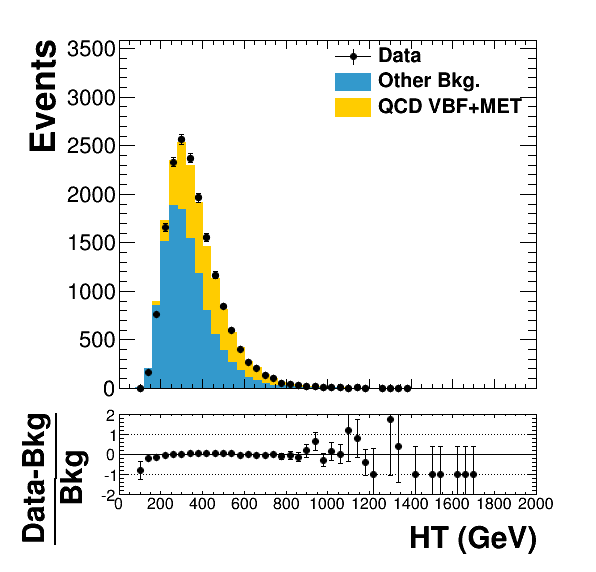 Events
3500
3000
2500
2000
1500
1000
500
0
Data
Other Bkg.
QCD VBF+MET
Data-Bkg
Bkg
2
1
0
-1
-2
0 200 400 600 800 1000 1200 1400 1600 1800 2000
HT (GeV)